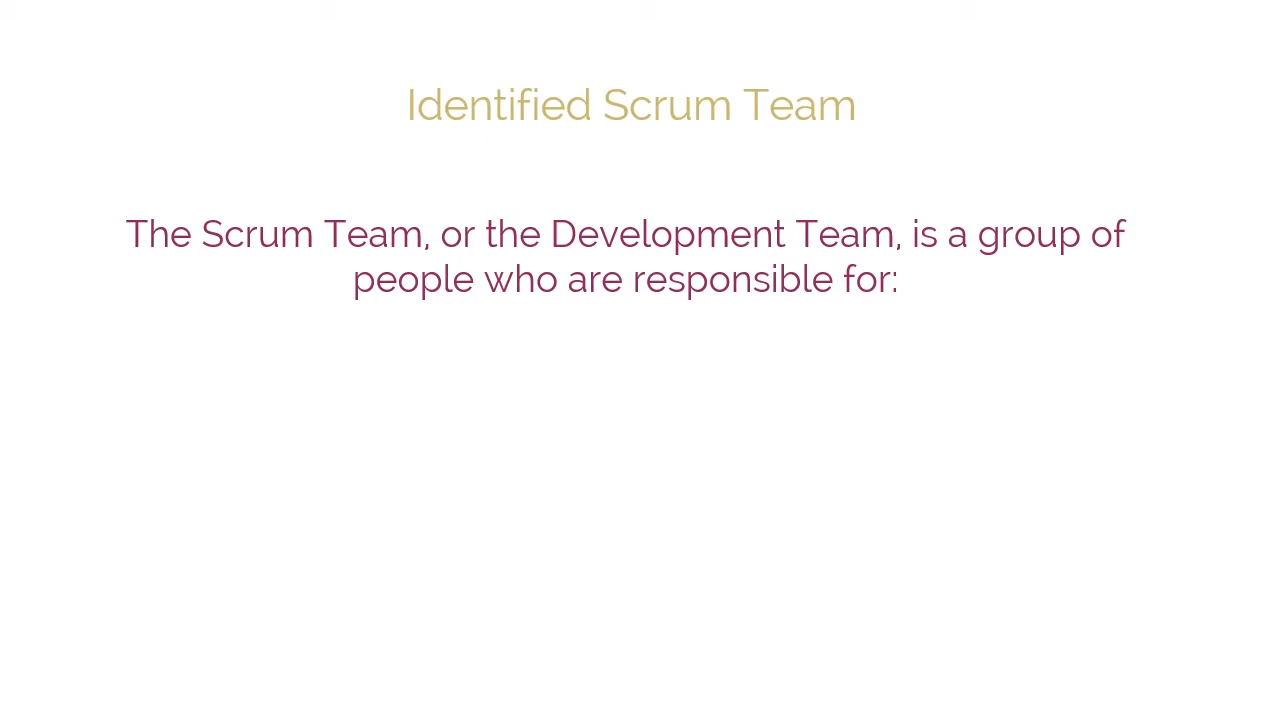 Identified Scrum Team
The Scrum Team, or the Development Team, is a group of
people who are responsible for: